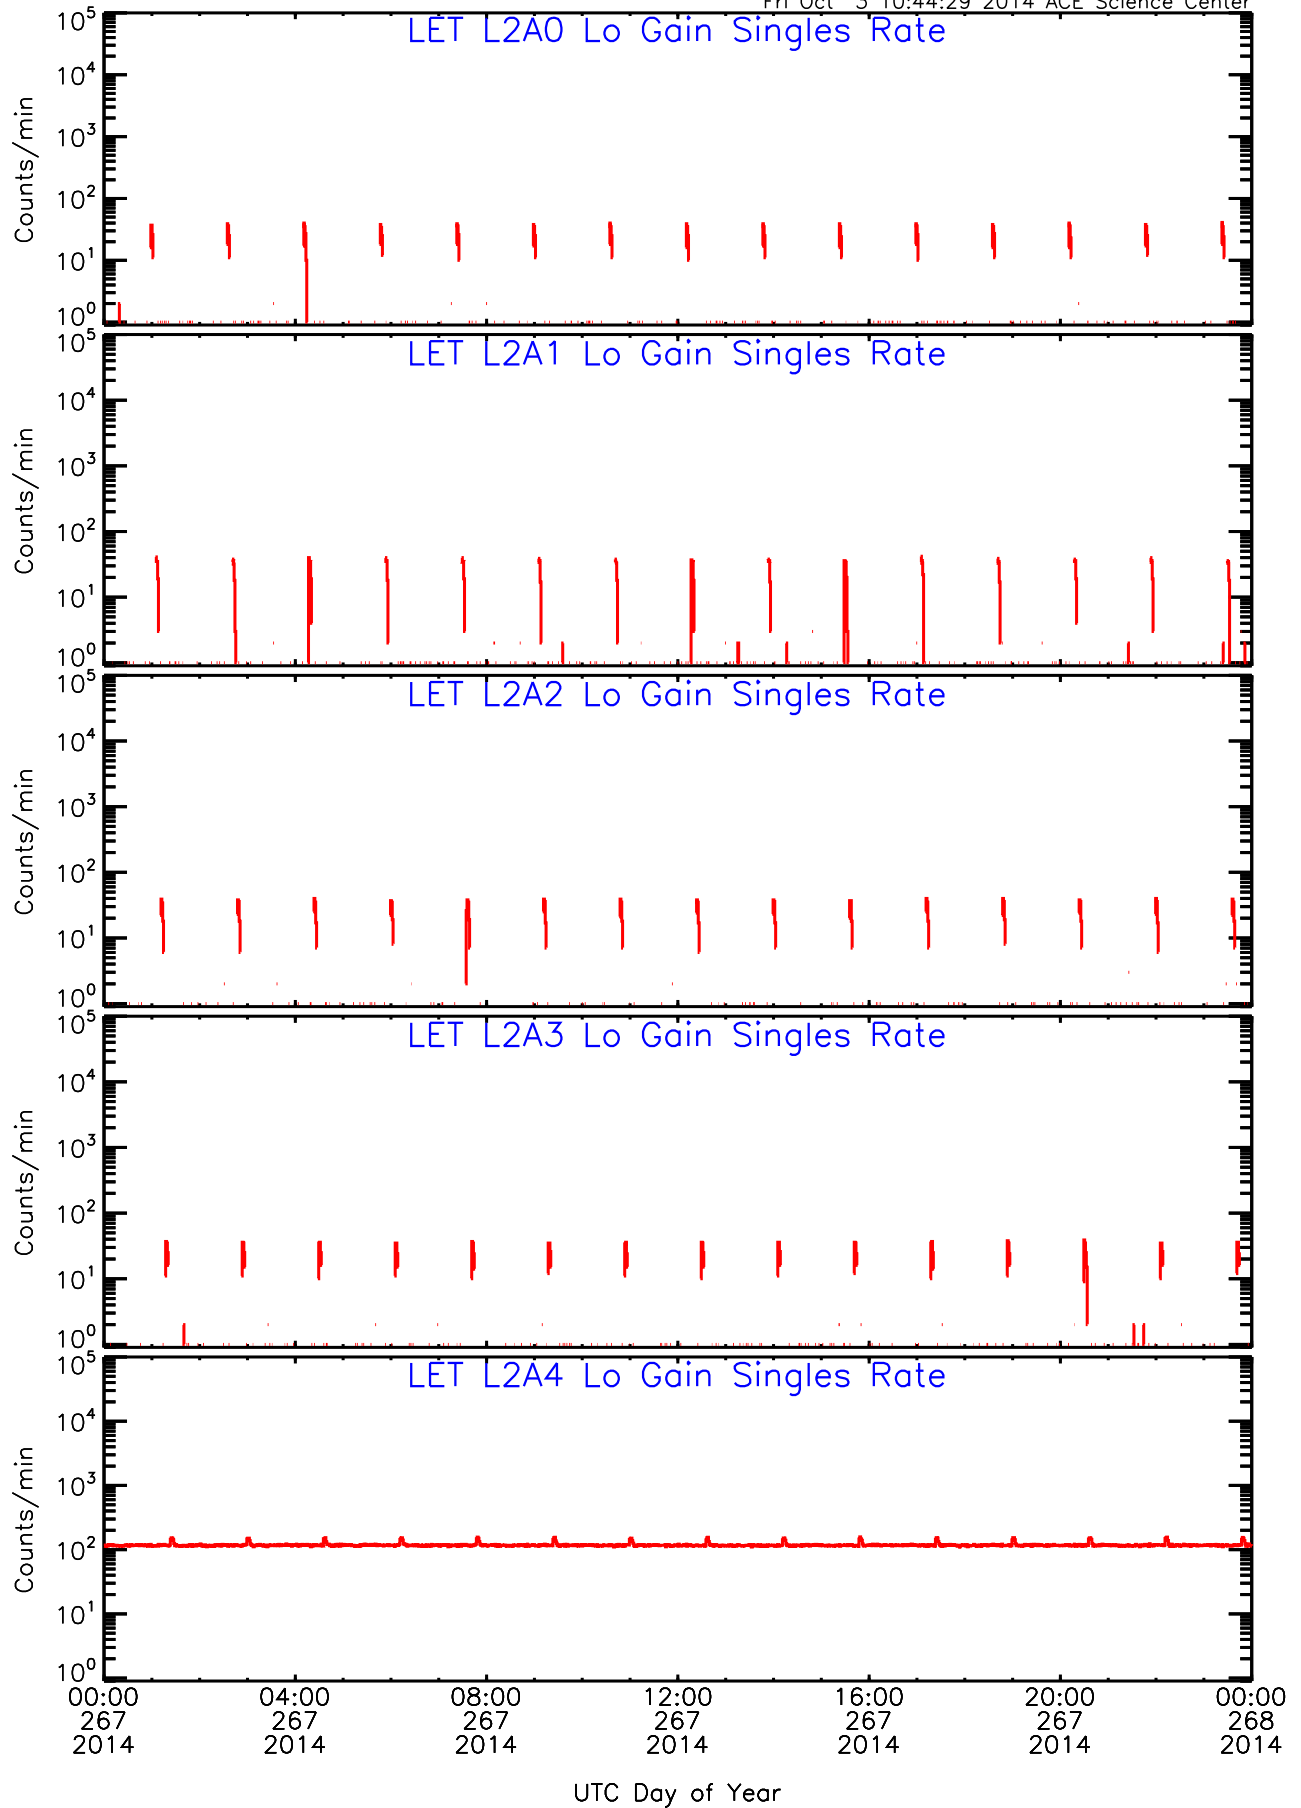 Fri Oct 3 10:44:29 2014 ACE Science Center
LET L2A0 Lo Gain Singles Rate
10^5
10^4
10^3
10^2
10^1
10^0
Counts/min
LET L2A1 Lo Gain Singles Rate
10^5
10^4
10^3
10^2
10^1
10^0
Counts/min
LET L2A2 Lo Gain Singles Rate
10^5
10^4
10^3
10^2
10^1
10^0
Counts/min
LET L2A3 Lo Gain Singles Rate
10^5
10^4
10^3
10^2
10^1
10^0
Counts/min
LET L2A4 Lo Gain Singles Rate
10^5
10^4
10^3
10^2
10^1
10^0
Counts/min
00:00 04:00 08:00 12:00 16:00 20:00 00:00
267 267 267 267 267 267 268
2014 2014 2014 2014 2014 2014 2014
UTC Day of Year